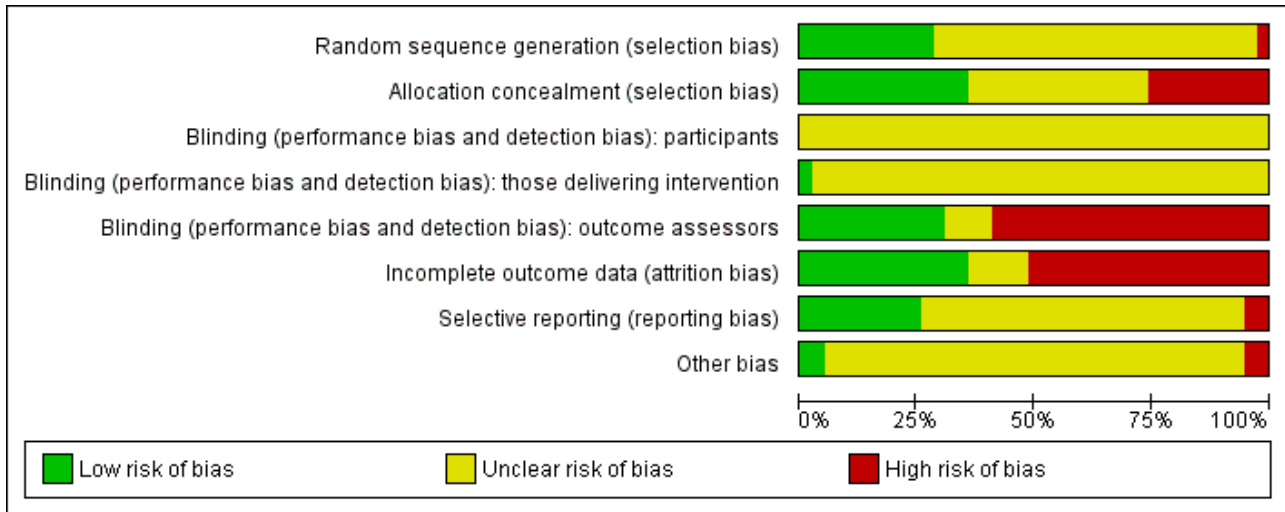 Random sequence generation (selection bias)
Allocation concealment (selection bias)
Blinding (performance bias and detection bias): participants
Blinding (performance bias and detection bias): those delivering intervention
Blinding (performance bias and detection bias): outcome assessors
Incomplete outcome data (attrition bias)
Selective reporting (reporting bias)
Other bias
0% 25% 50% 75% 100%
Low risk of bias Unclear risk of bias High risk of bias